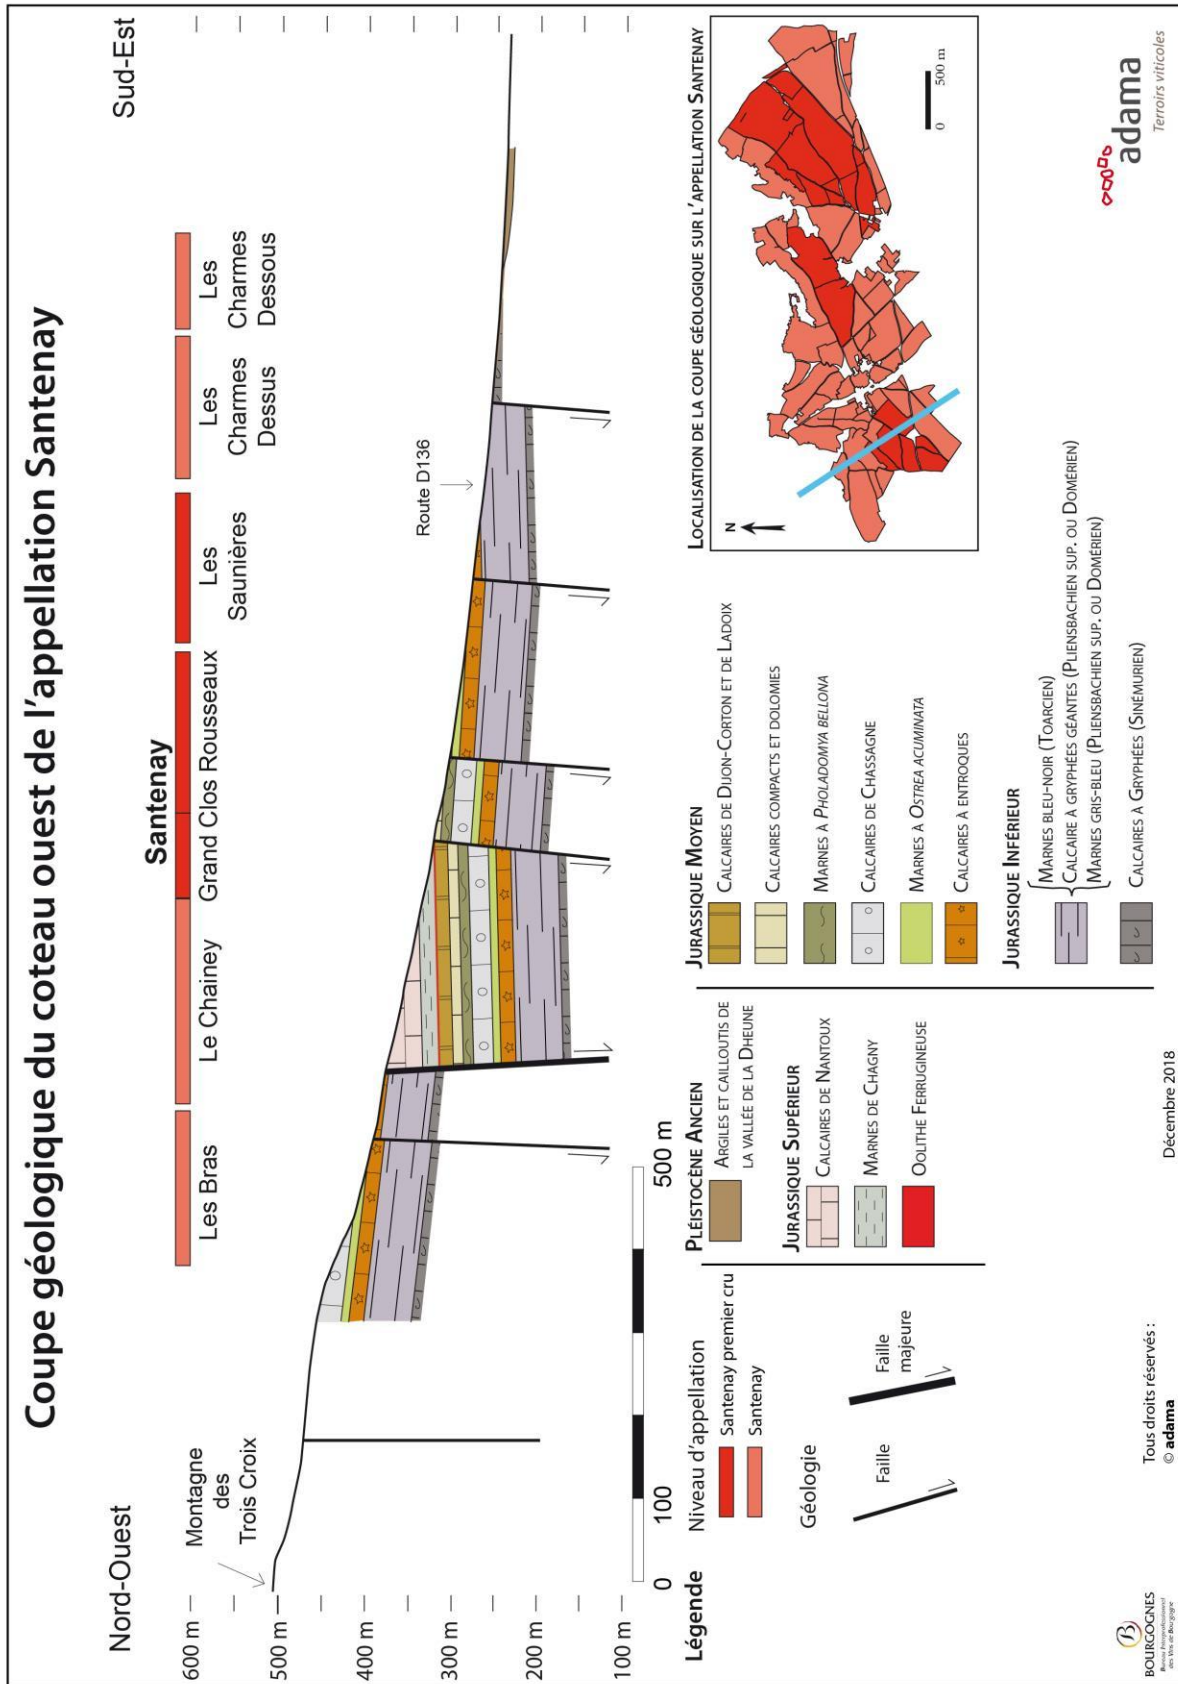 Coupe géologique du coteau ouest de l'appellation Santenay
Nord-Ouest
Sud-Est
Santenay
Les Bras
Le Chainey
Grand Clos Rousseaux
Les
Saunières
Les
Charmes
Dessus
Les
Charmes
Dessous
Montagne
des
Trois Croix
Route D136
600 m
500 m
400 m
300 m
200 m
100 m
0
100
500 m
Légende
Niveau d'appellation
Santenay premier cru
Santenay
Géologie
Faille
Faille
majeure
Pléistocène Ancien
Argiles et cailloutis de
la vallée de la Dheune
Jurassique Supérieur
Calcaires de Nantoux
Marnes de Chagny
Oolithe Ferrugineuse
Jurassique Moyen
Calcaires de Dijon-Corton et de Ladoix
Calcaires compacts et dolomies
Marnes à Pholadomya bellona
Calcaires de Chassagne
Marnes à Ostrea acuminata
Calcaires à entroques
Jurassique Inférieur
Marnes bleu-noir (Toarcien)
Calcaire à gryphées géantes (Pliensbachien sup. ou Domérien)
Marnes gris-bleu (Pliensbachien sup. ou Domérien)
Calcaires à Gryphées (Sinémurien)
Localisation de la coupe géologique sur l'appellation Santenay
N
0
500 m
BOURGOGNES
Bureau Interprofessionnel
des Vins de Bourgogne
Tous droits réservés :
© adama
Décembre 2018
adama
Terroirs viticoles